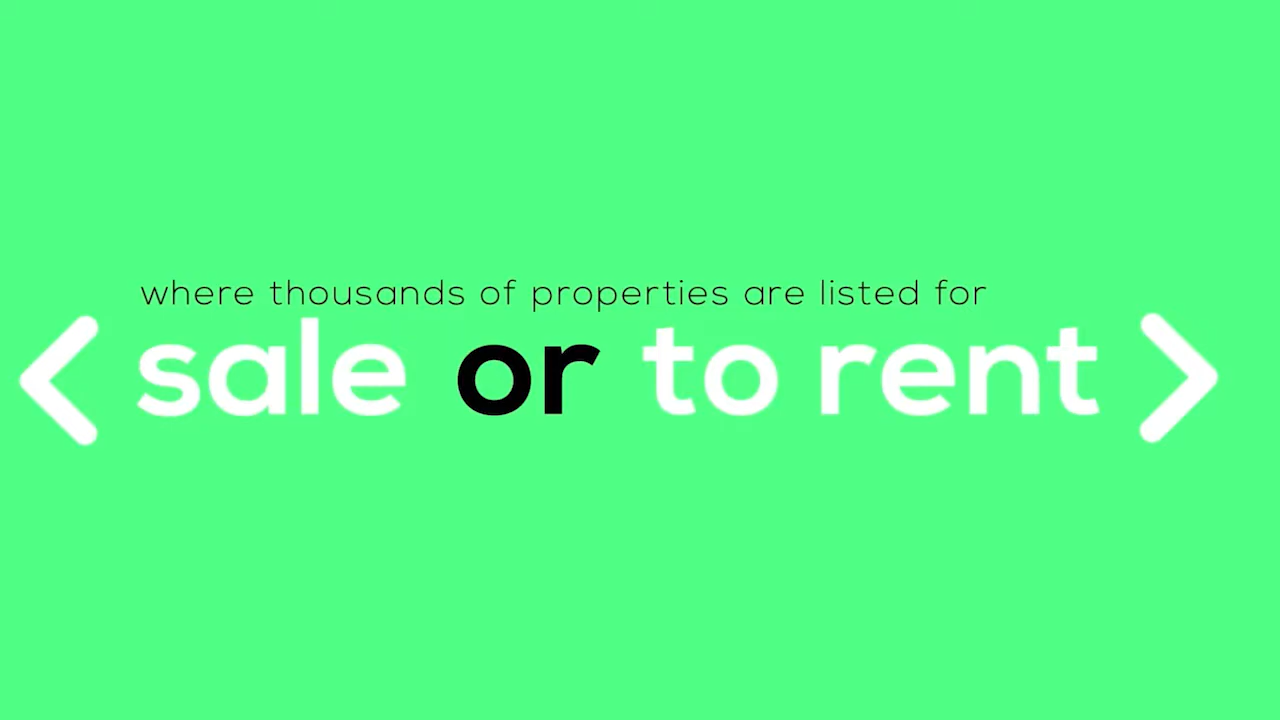 where thousands of properties are listed for
sale or to rent